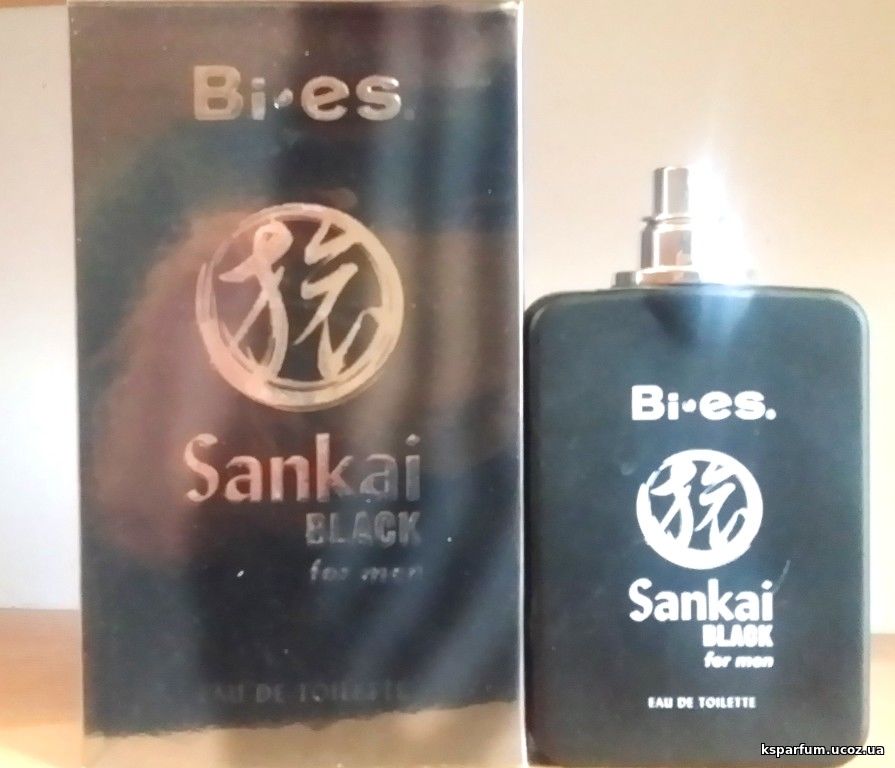 Bi•es.
Sankai
BLACK
for men
EAU DE TOILETTE
Bi•es.
Sankai
BLACK
for men
EAU DE TOILETTE
ksparfum.ucoz.ua